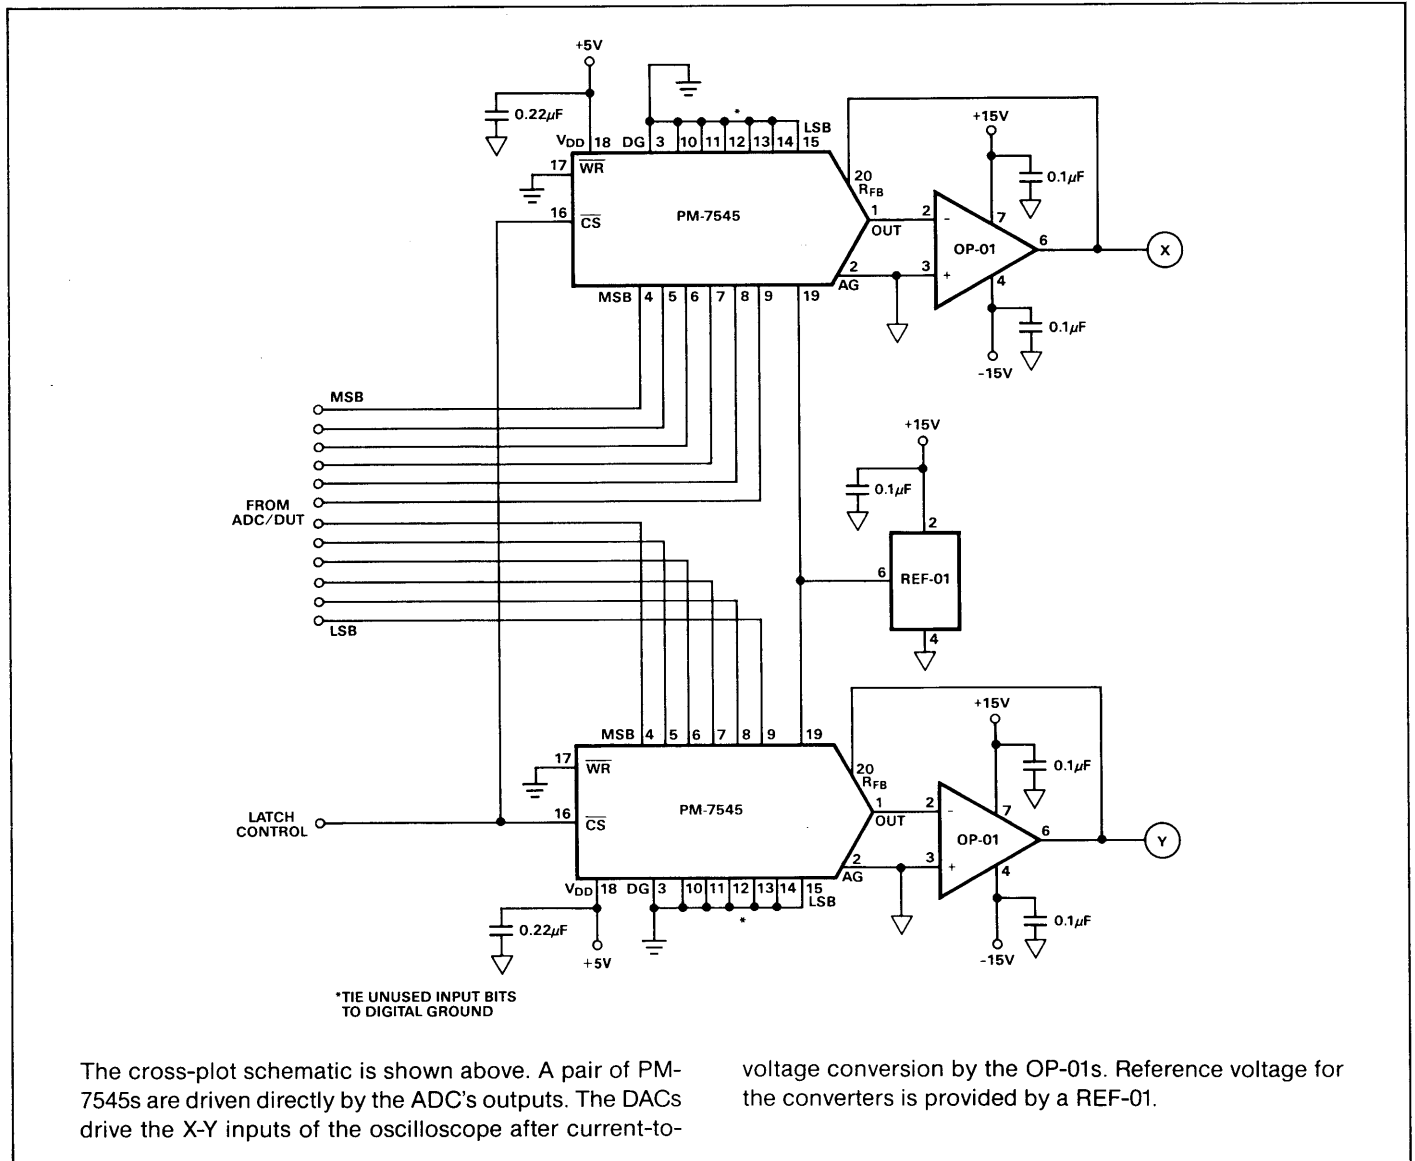 +5V
0.22µF
VDD 18 DG 3 10 11 12 13 14 15
*
LSB
17 WR
16 CS
PM-7545
20
RFB
1
OUT
2
AG
MSB 4 5 6 7 8 9 19
+15V
0.1µF
2 −
7
OP-01
6
3 +
4
0.1µF
-15V
X
MSB
FROM
ADC/DUT
LSB
+15V
0.1µF
2
6 REF-01
4
MSB 4 5 6 7 8 9 19
17 WR
16 CS
PM-7545
LATCH
CONTROL
20
RFB
1
OUT
2
AG
VDD 18 DG 3 10 11 12 13 14 15
LSB
*
0.22µF
+5V
+15V
0.1µF
2 −
7
OP-01
6
3 +
4
0.1µF
-15V
Y
*TIE UNUSED INPUT BITS
TO DIGITAL GROUND
The cross-plot schematic is shown above. A pair of PM-
7545s are driven directly by the ADC's outputs. The DACs
drive the X-Y inputs of the oscilloscope after current-to-
voltage conversion by the OP-01s. Reference voltage for
the converters is provided by a REF-01.